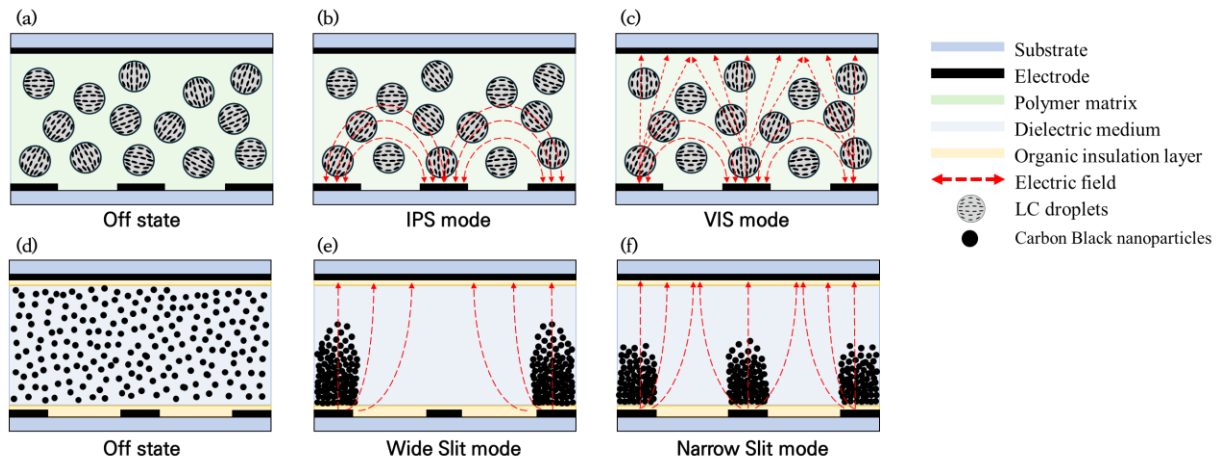 (a)
(b)
(c)
Off state
IPS mode
VIS mode
(d)
(e)
(f)
Off state
Wide Slit mode
Narrow Slit mode
Substrate
Electrode
Polymer matrix
Dielectric medium
Organic insulation layer
Electric field
LC droplets
Carbon Black nanoparticles